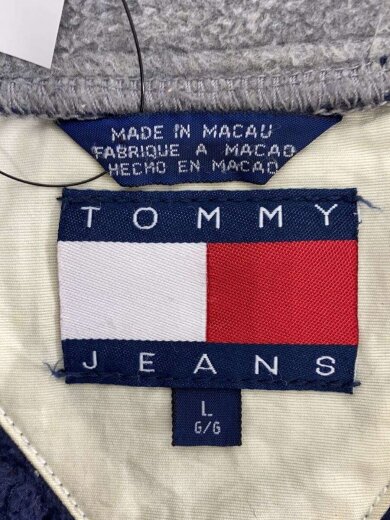 MADE IN MACAU
FABRIQUE A MACAO
HECHO EN MACAO
TOMMY
JEANS
L
G/G